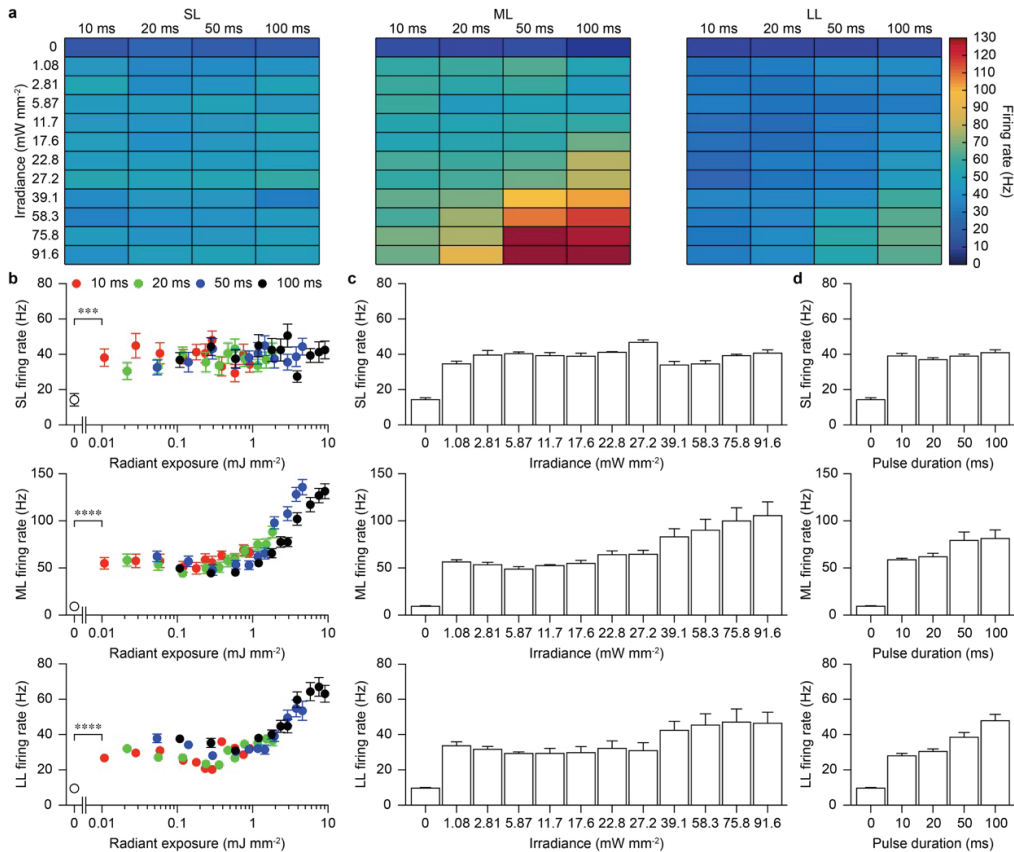 a
SL
ML
LL
10 ms 20 ms 50 ms 100 ms
10 ms 20 ms 50 ms 100 ms
10 ms 20 ms 50 ms 100 ms
Irradiance (mW mm⁻²)
0
1.08
2.81
5.87
11.7
17.6
22.8
27.2
39.1
58.3
75.8
91.6
130
120
110
100
90
80
70
60
50
40
30
20
10
0
Firing rate (Hz)
b
10 ms 20 ms 50 ms 100 ms
SL firing rate (Hz)
80
60
40
20
0
***
0 0.01 0.1 1 10
Radiant exposure (mJ mm⁻²)
ML firing rate (Hz)
150
100
50
0
****
0 0.01 0.1 1 10
Radiant exposure (mJ mm⁻²)
LL firing rate (Hz)
80
60
40
20
0
****
0 0.01 0.1 1 10
Radiant exposure (mJ mm⁻²)
c
SL firing rate (Hz)
80
60
40
20
0
0 1.08 2.81 5.87 11.7 17.6 22.8 27.2 39.1 58.3 75.8 91.6
Irradiance (mW mm⁻²)
ML firing rate (Hz)
150
100
50
0
0 1.08 2.81 5.87 11.7 17.6 22.8 27.2 39.1 58.3 75.8 91.6
Irradiance (mW mm⁻²)
LL firing rate (Hz)
80
60
40
20
0
0 1.08 2.81 5.87 11.7 17.6 22.8 27.2 39.1 58.3 75.8 91.6
Irradiance (mW mm⁻²)
d
SL firing rate (Hz)
80
60
40
20
0
0 10 20 50 100
Pulse duration (ms)
ML firing rate (Hz)
150
100
50
0
0 10 20 50 100
Pulse duration (ms)
LL firing rate (Hz)
80
60
40
20
0
0 10 20 50 100
Pulse duration (ms)